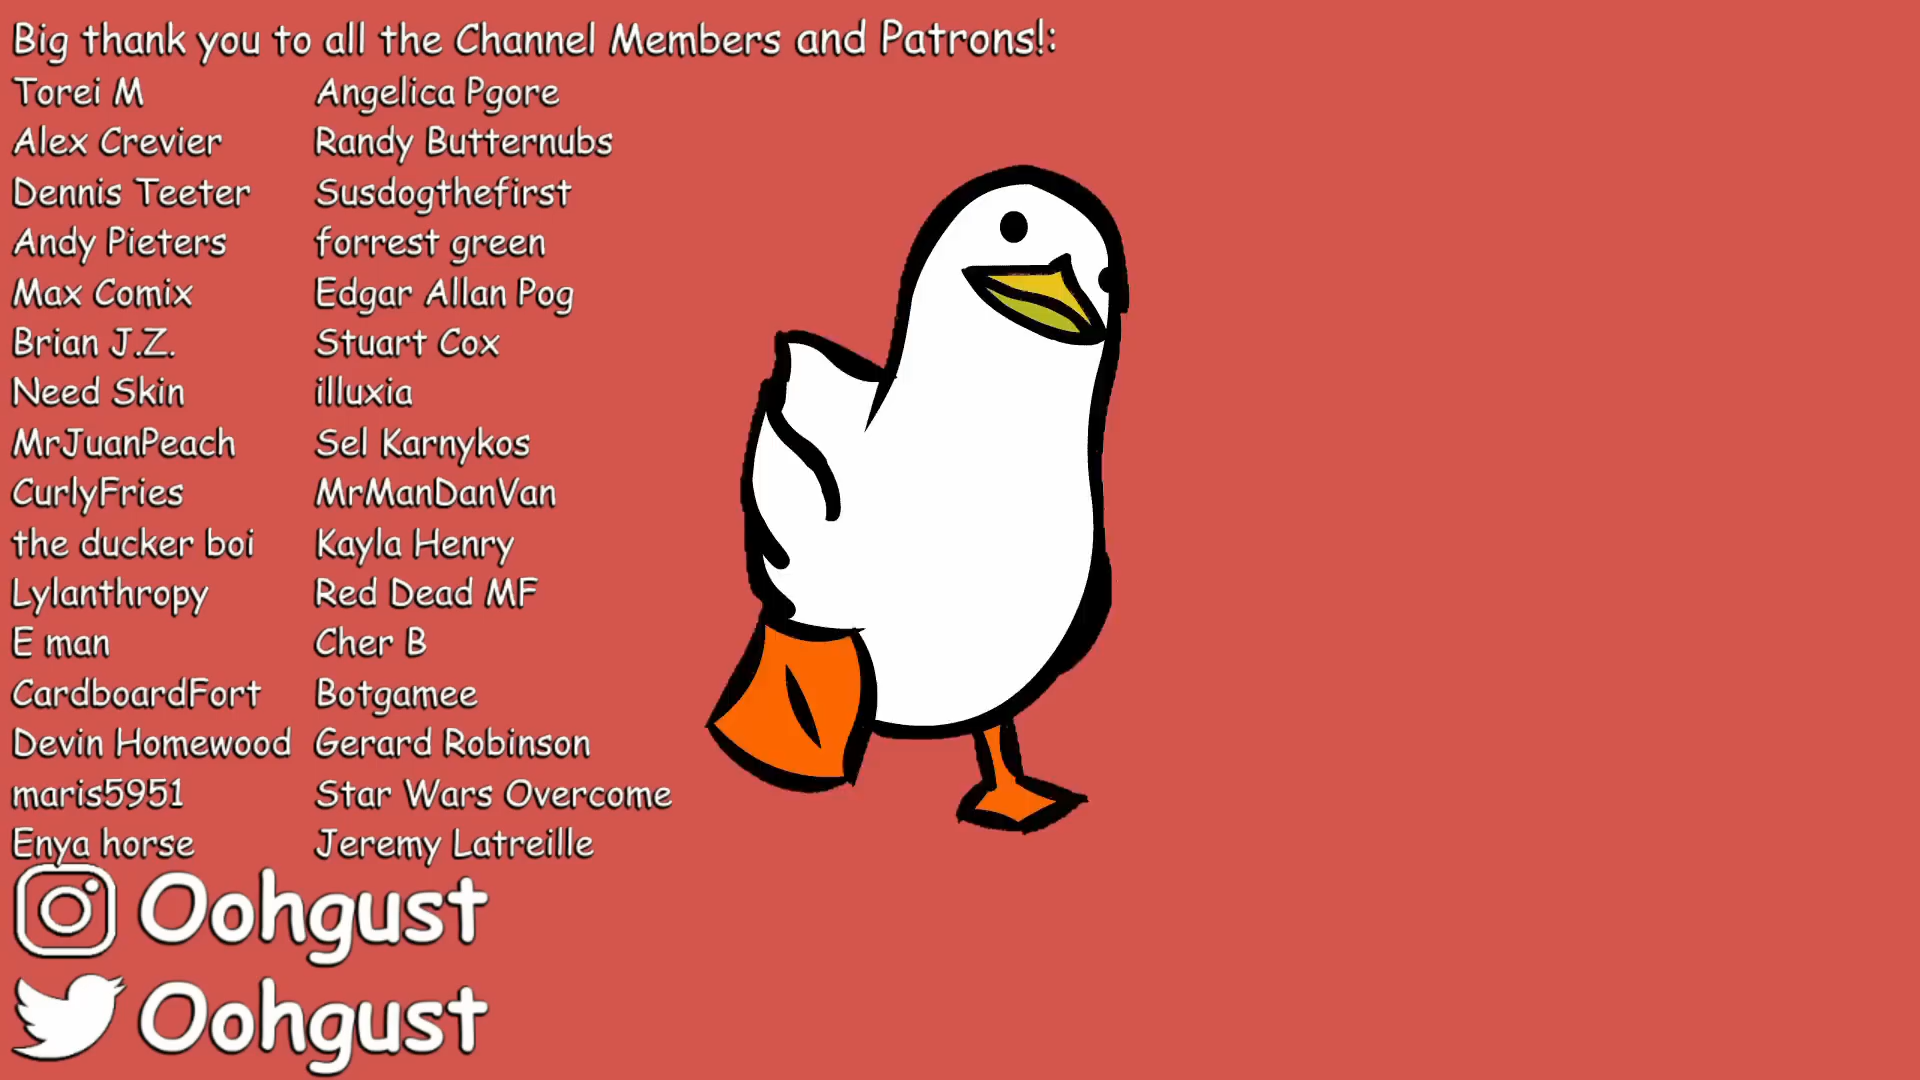 Big thank you to all the Channel Members and Patrons!:
Torei M
Alex Crevier
Dennis Teeter
Andy Pieters
Max Comix
Brian J.Z.
Need Skin
MrJuanPeach
CurlyFries
the ducker boi
Lylanthropy
E man
CardboardFort
Devin Homewood
maris5951
Enya horse
Angelica Pgore
Randy Butternubs
Susdogthefirst
forrest green
Edgar Allan Pog
Stuart Cox
illuxia
Sel Karnykos
MrManDanVan
Kayla Henry
Red Dead MF
Cher B
Botgamee
Gerard Robinson
Star Wars Overcome
Jeremy Latreille
Oohgust
Oohgust